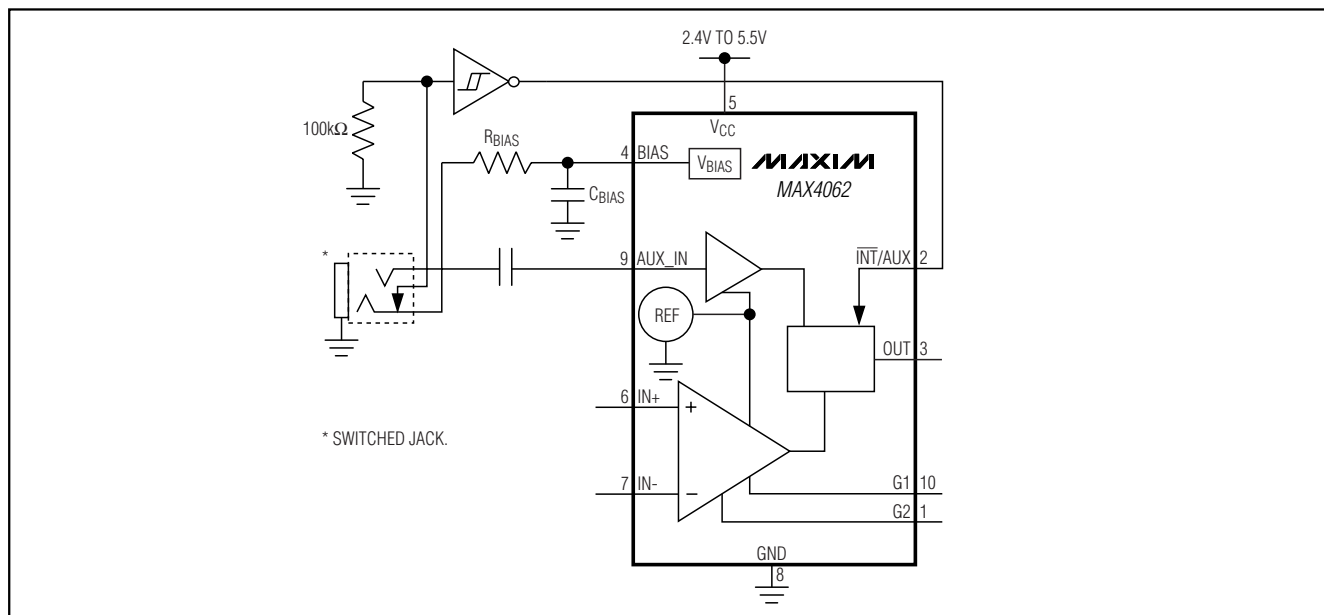 2.4V TO 5.5V
5
VCC
100kΩ
RBIAS
4 BIAS
VBIAS
MAXIM
MAX4062
CBIAS
*
9 AUX_IN
INT/AUX 2
REF
OUT 3
6 IN+
+
* SWITCHED JACK.
7 IN-
−
G1 10
G2 1
GND
8